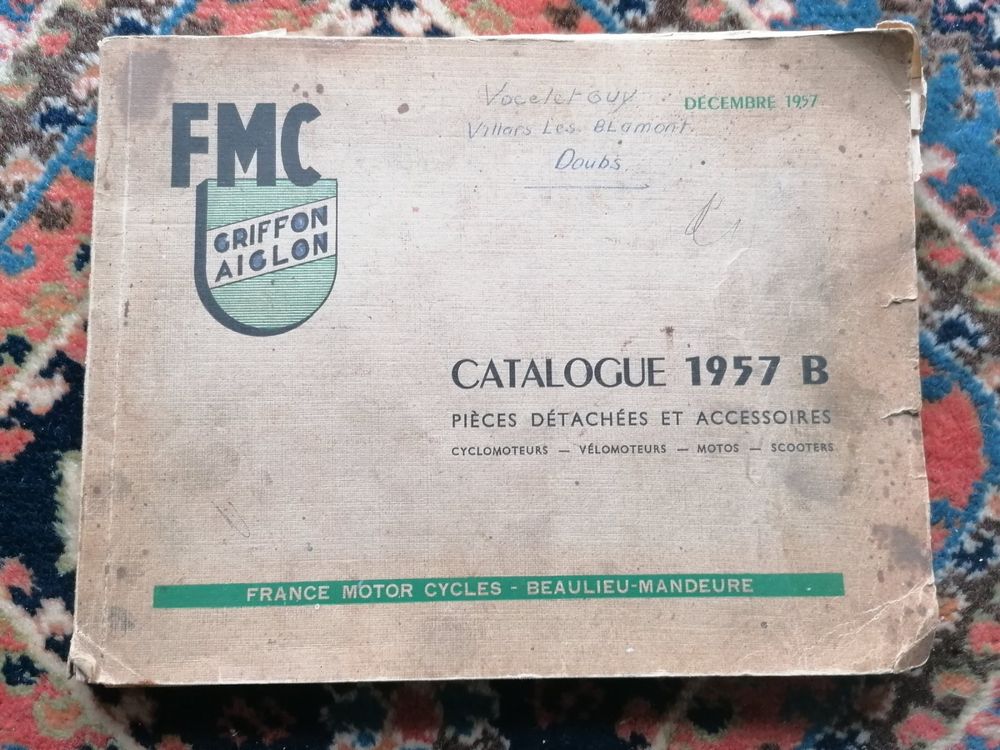 FMC
GRIFFON
AIGLON
Vocelet GUY
Villars Les BLamont
Doubs
DÉCEMBRE 1957
CATALOGUE 1957 B
PIÈCES DÉTACHÉES ET ACCESSOIRES
CYCLOMOTEURS — VÉLOMOTEURS — MOTOS — SCOOTERS
FRANCE MOTOR CYCLES - BEAULIEU-MANDEURE